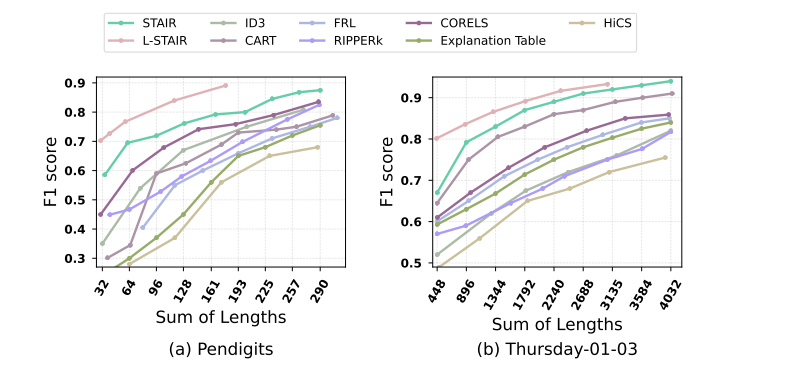 STAIR ID3 FRL CORELS HiCS
L-STAIR CART RIPPERk Explanation Table
F1 score
0.9
0.8
0.7
0.6
0.5
0.4
0.3
32 64 96 128 161 193 225 257 290
Sum of Lengths
(a) Pendigits
F1 score
0.9
0.8
0.7
0.6
0.5
448 896 1344 1792 2240 2688 3135 3584 4032
Sum of Lengths
(b) Thursday-01-03